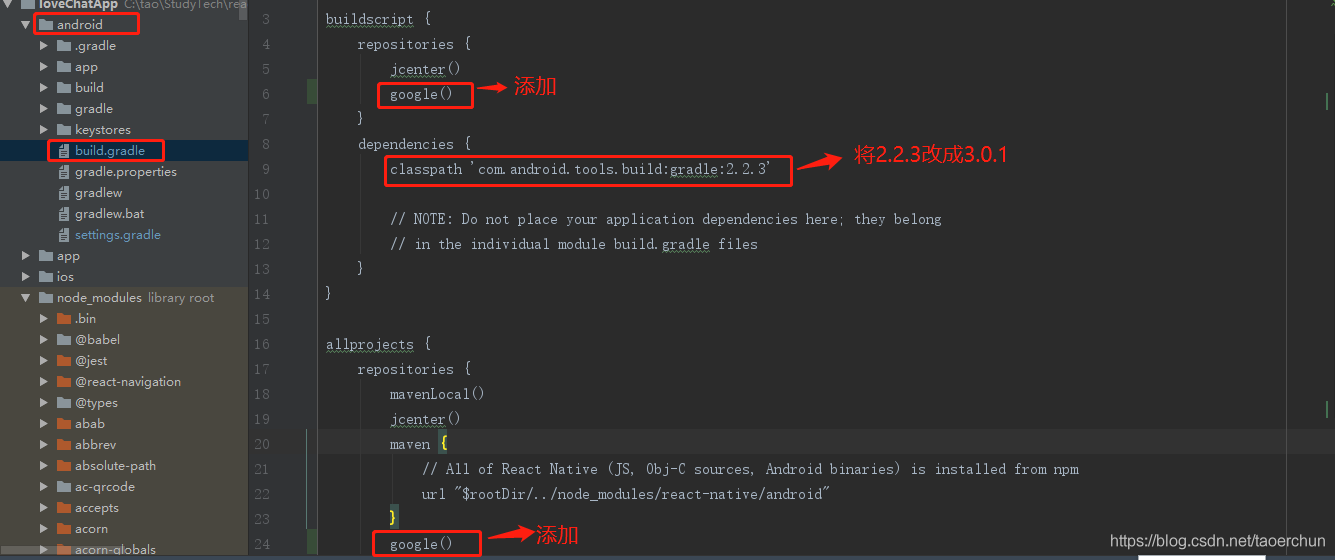 loveChatApp C:\tao\StudyTech\rea
android
.gradle
app
build
gradle
keystores
build.gradle
gradle.properties
gradlew
gradlew.bat
settings.gradle
app
ios
node_modules library root
.bin
@babel
@jest
@react-navigation
@types
abab
abbrev
absolute-path
ac-qrcode
accepts
acorn
acorn-globals
3 buildscript {
4 repositories {
5 jcenter()
6 google() 添加
7 }
8 dependencies {
9 classpath 'com.android.tools.build:gradle:2.2.3' 将2.2.3改成3.0.1
10
11 // NOTE: Do not place your application dependencies here; they belong
12 // in the individual module build.gradle files
13 }
14 }
15
16 allprojects {
17 repositories {
18 mavenLocal()
19 jcenter()
20 maven {
21 // All of React Native (JS, Obj-C sources, Android binaries) is installed from npm
22 url "$rootDir/../node_modules/react-native/android"
23 }
24 google() 添加
https://blog.csdn.net/taoerchun